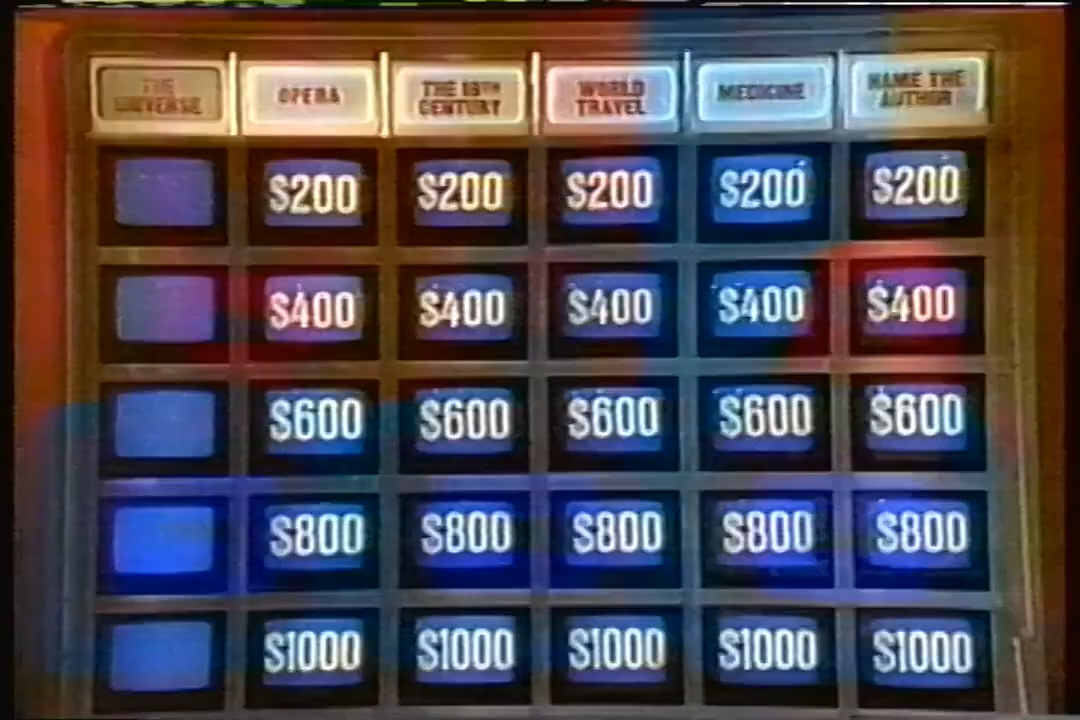 THE
UNIVERSE
OPERA
THE 18TH
CENTURY
WORLD
TRAVEL
MEDICINE
NAME THE
AUTHOR
$200 $200 $200 $200 $200
$400 $400 $400 $400 $400
$600 $600 $600 $600 $600
$800 $800 $800 $800 $800
$1000 $1000 $1000 $1000 $1000